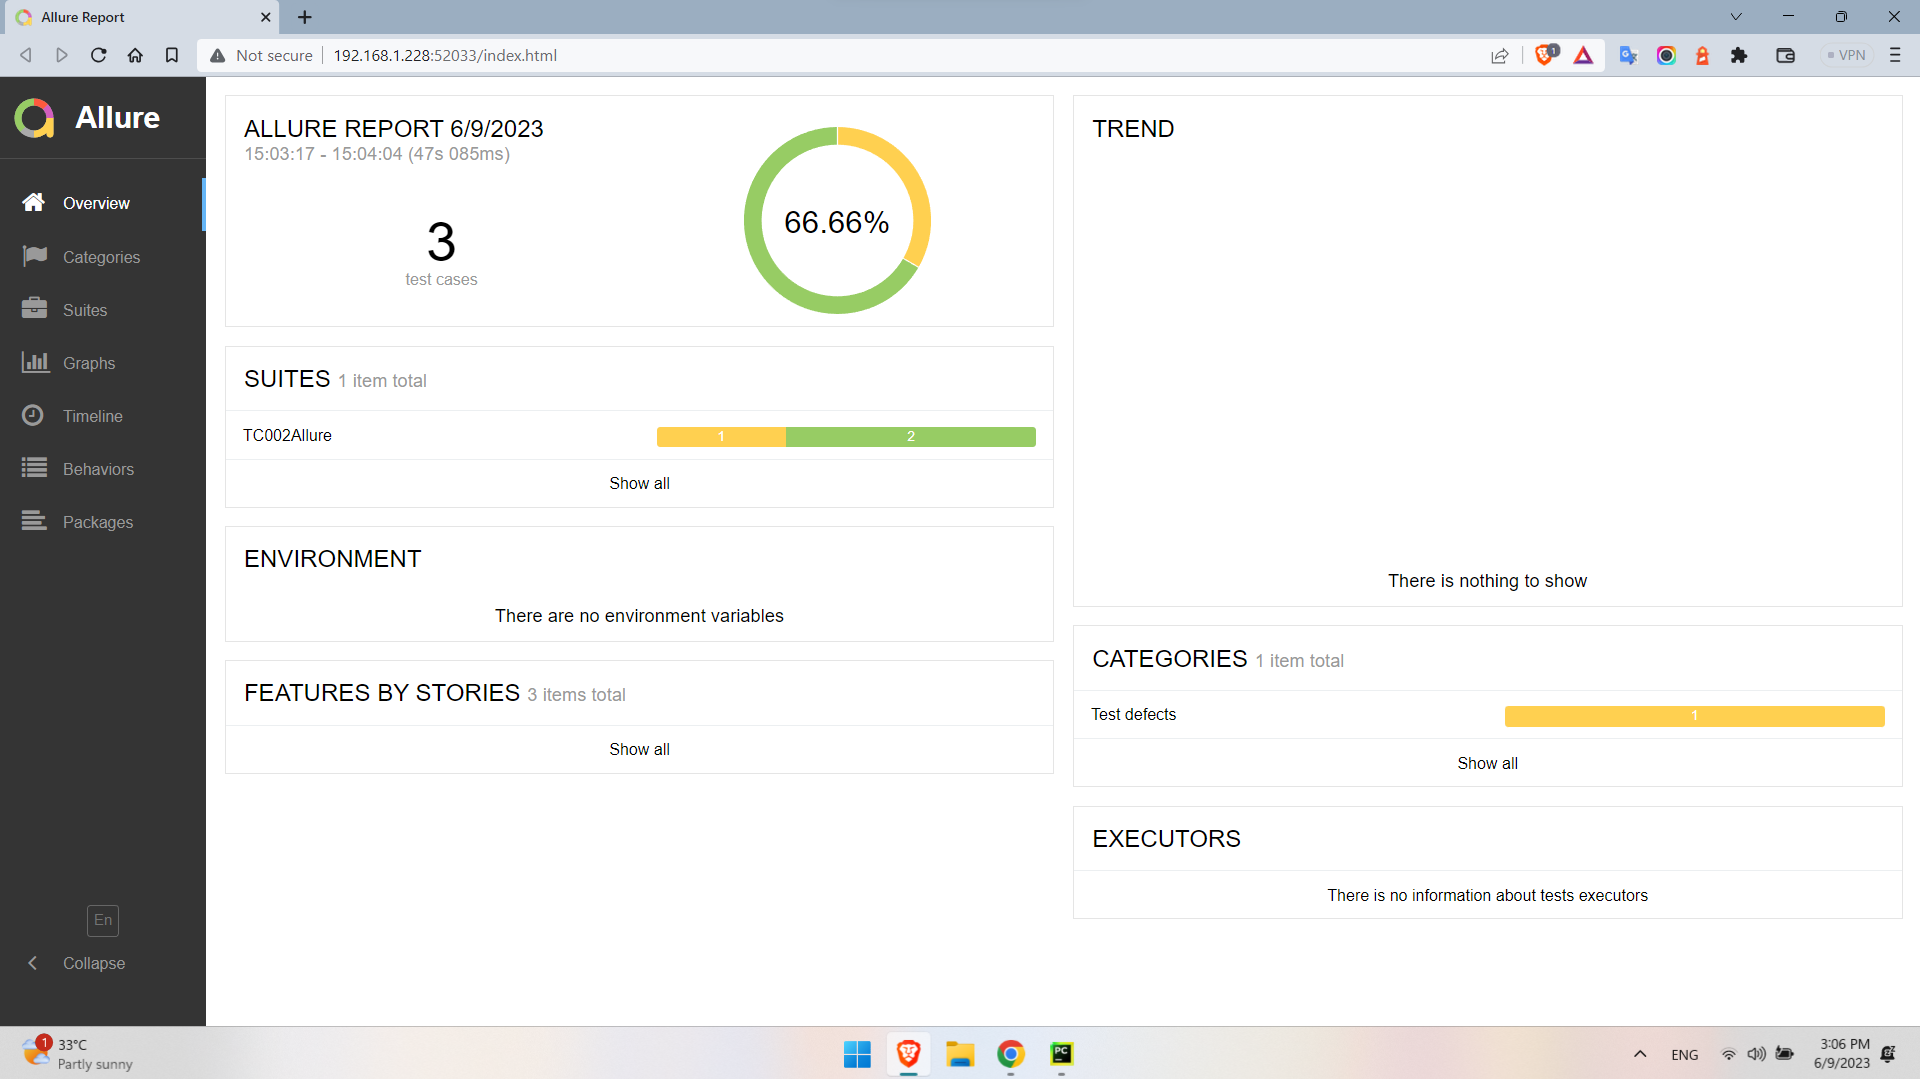 Allure Report
Not secure
192.168.1.228:52033/index.html
1
VPN
Allure
Overview
Categories
Suites
Graphs
Timeline
Behaviors
Packages
En
Collapse
ALLURE REPORT 6/9/2023
15:03:17 - 15:04:04 (47s 085ms)
3
test cases
66.66%
SUITES 1 item total
TC002Allure 1 2
Show all
ENVIRONMENT
There are no environment variables
FEATURES BY STORIES 3 items total
Show all
TREND
There is nothing to show
CATEGORIES 1 item total
Test defects 1
Show all
EXECUTORS
There is no information about tests executors
1
33°C
Partly sunny
PC
ENG
3:06 PM
6/9/2023